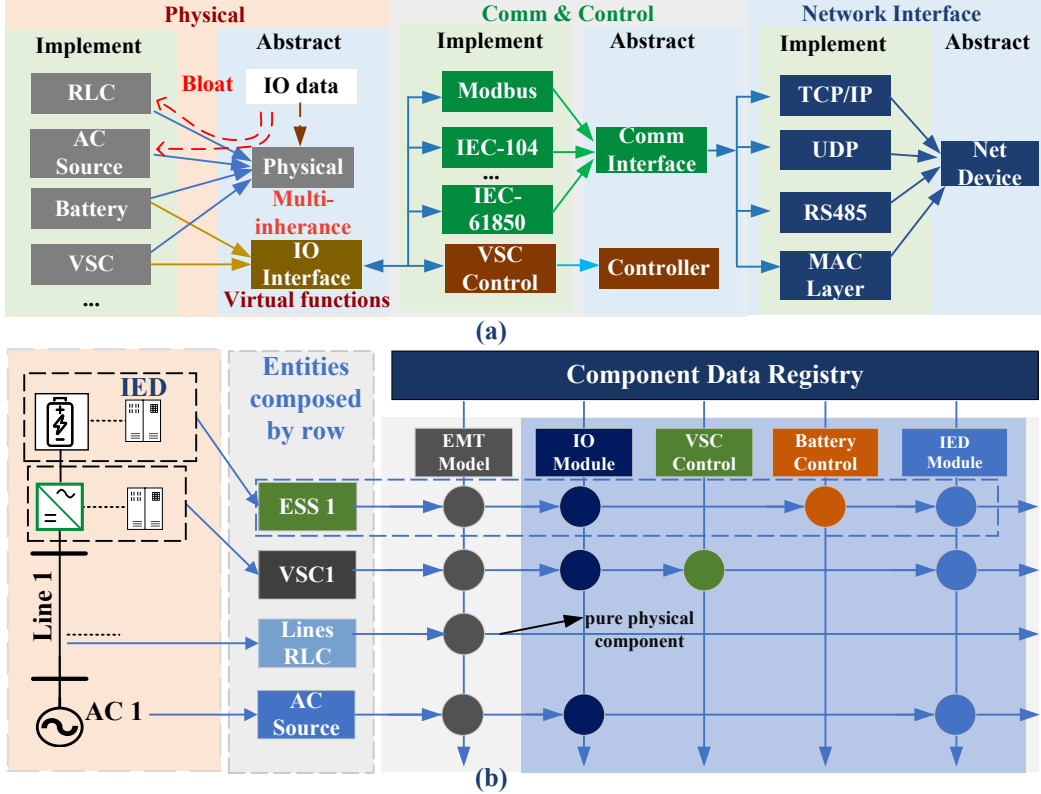 Physical
Comm & Control
Network Interface
Implement
Abstract
Implement
Abstract
Implement
Abstract
RLC
Bloat
IO data
AC
Source
Physical
Battery
Multi-
inherance
VSC
IO
Interface
...
Virtual functions
Modbus
IEC-104
...
IEC-
61850
VSC
Control
Comm
Interface
Controller
TCP/IP
UDP
RS485
MAC
Layer
Net
Device
(a)
IED
Line 1
AC 1
Entities
composed
by row
ESS 1
VSC1
Lines
RLC
AC
Source
Component Data Registry
EMT
Model
IO
Module
VSC
Control
Battery
Control
IED
Module
pure physical
component
(b)